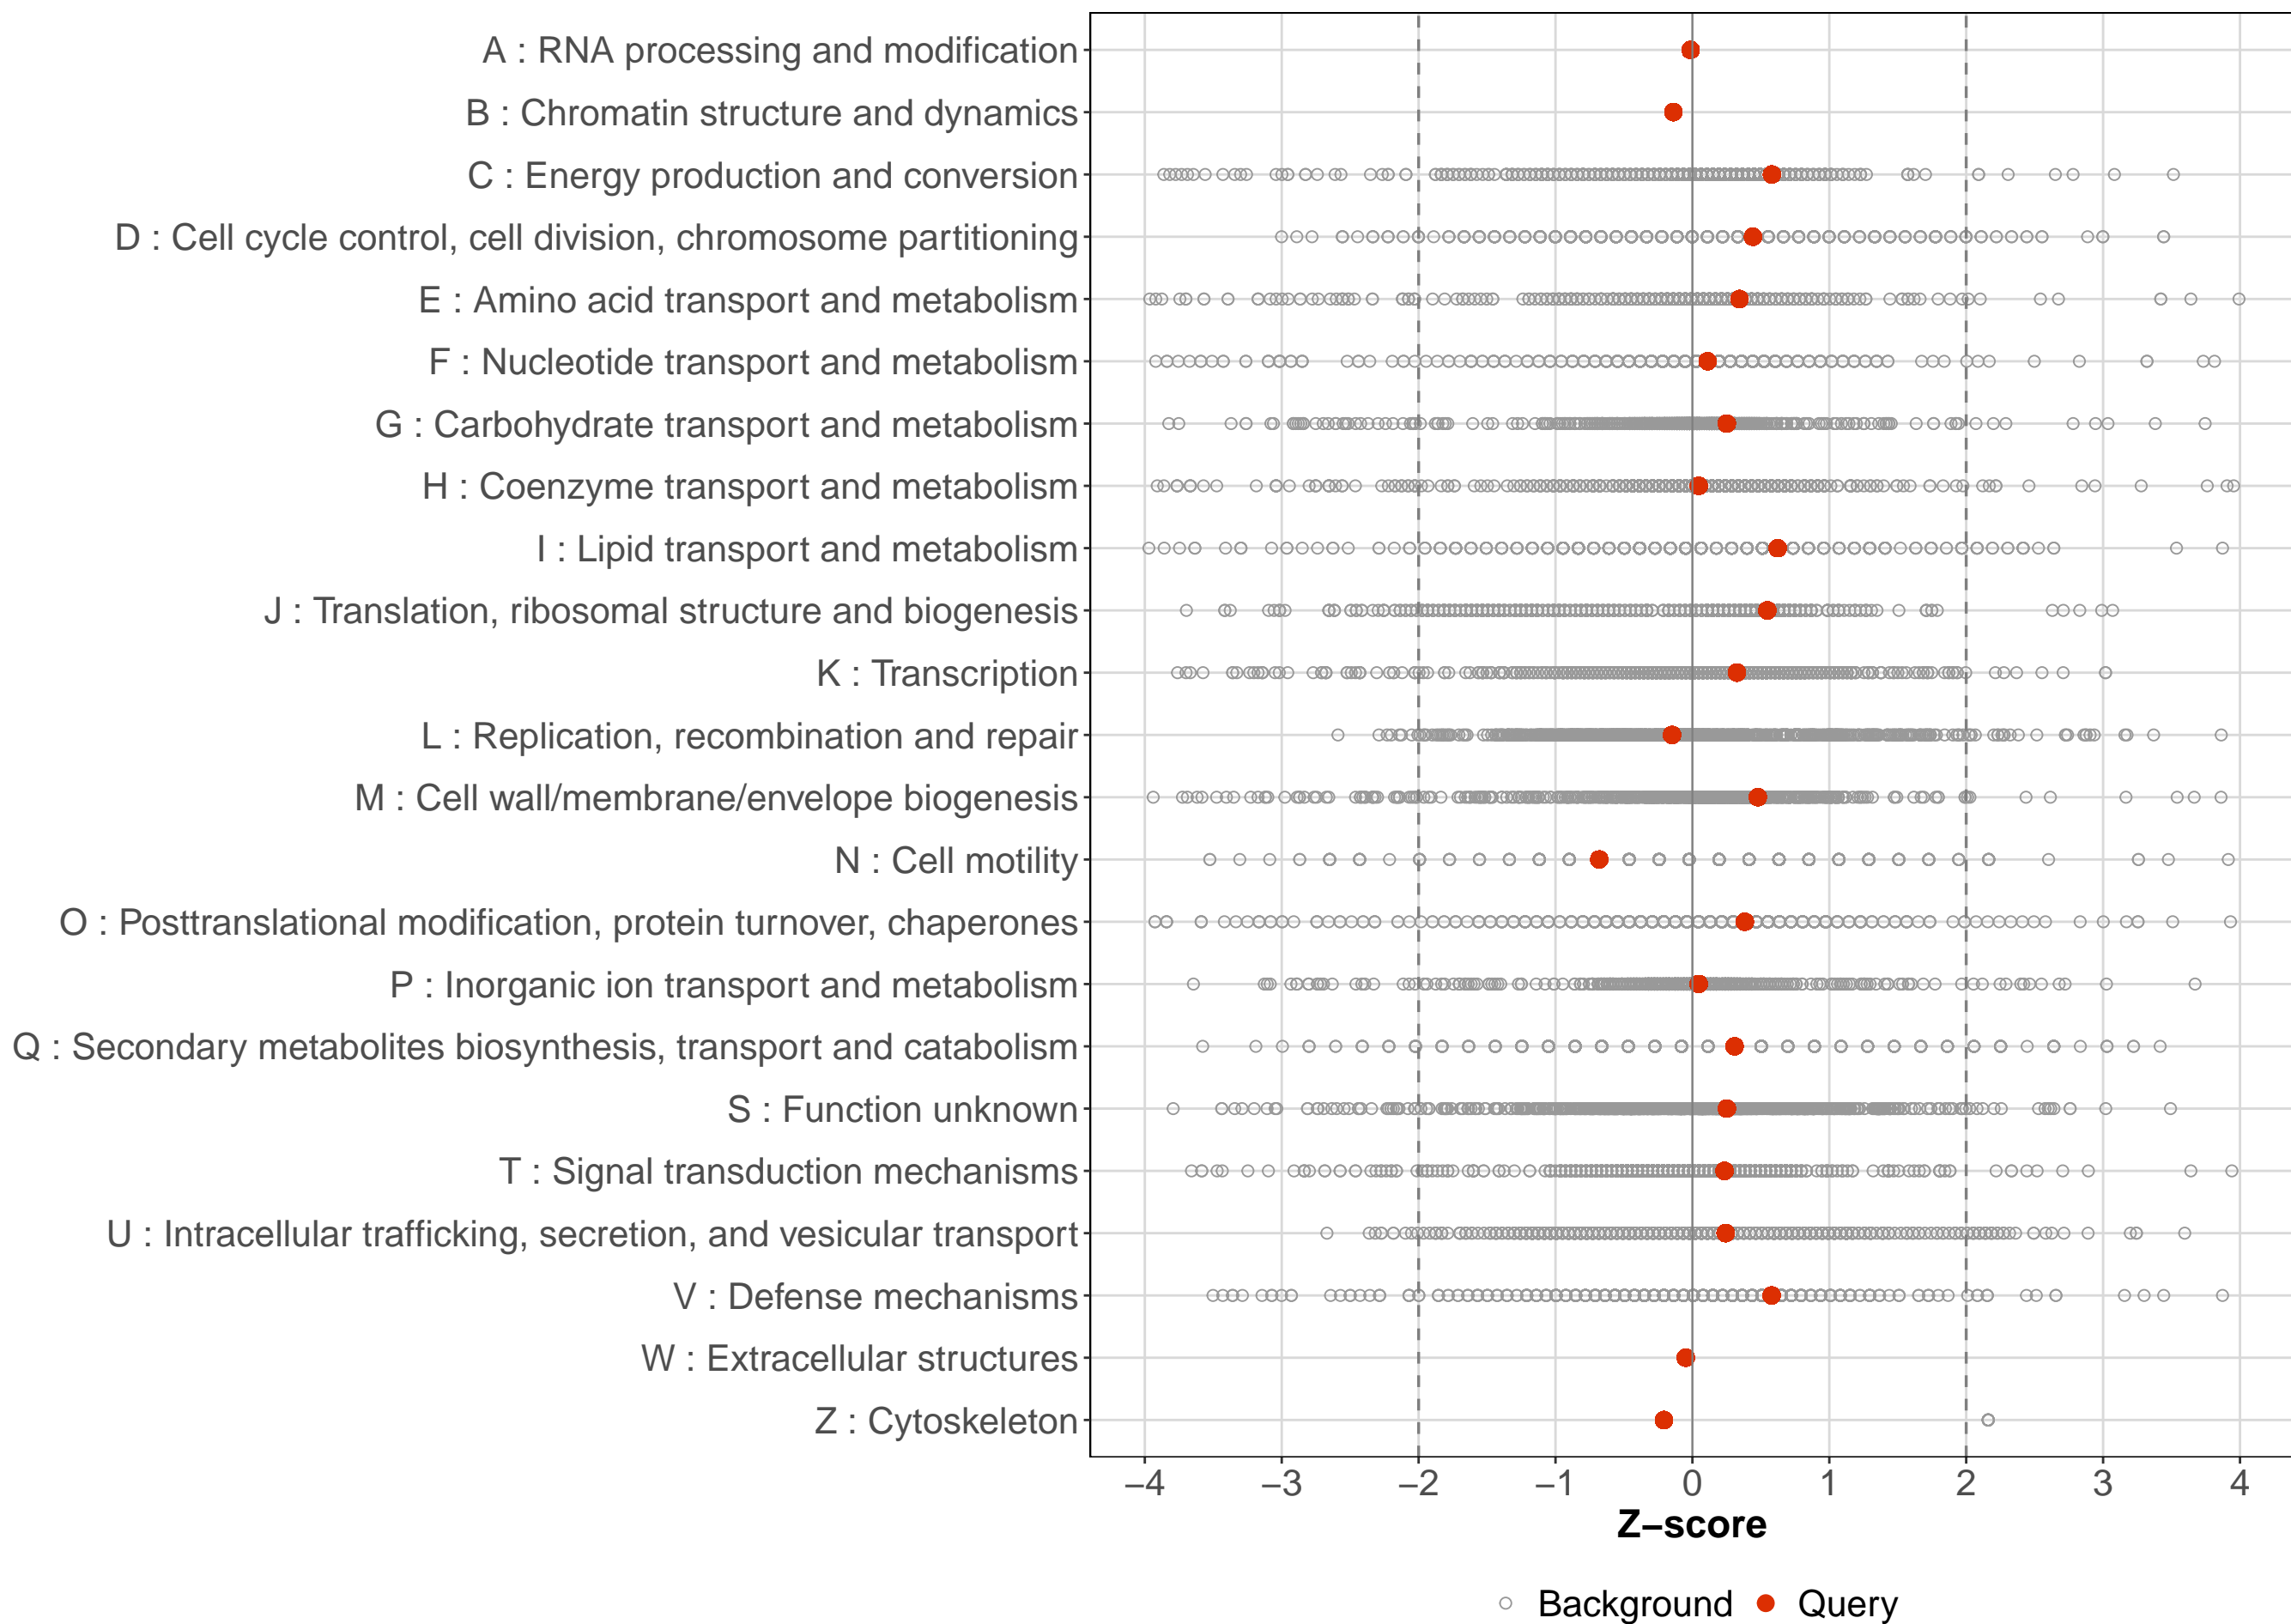 A : RNA processing and modification
B : Chromatin structure and dynamics
C : Energy production and conversion
D : Cell cycle control, cell division, chromosome partitioning
E : Amino acid transport and metabolism
F : Nucleotide transport and metabolism
G : Carbohydrate transport and metabolism
H : Coenzyme transport and metabolism
I : Lipid transport and metabolism
J : Translation, ribosomal structure and biogenesis
K : Transcription
L : Replication, recombination and repair
M : Cell wall/membrane/envelope biogenesis
N : Cell motility
O : Posttranslational modification, protein turnover, chaperones
P : Inorganic ion transport and metabolism
Q : Secondary metabolites biosynthesis, transport and catabolism
S : Function unknown
T : Signal transduction mechanisms
U : Intracellular trafficking, secretion, and vesicular transport
V : Defense mechanisms
W : Extracellular structures
Z : Cytoskeleton
−4 −3 −2 −1 0 1 2 3 4
Z−score
Background Query